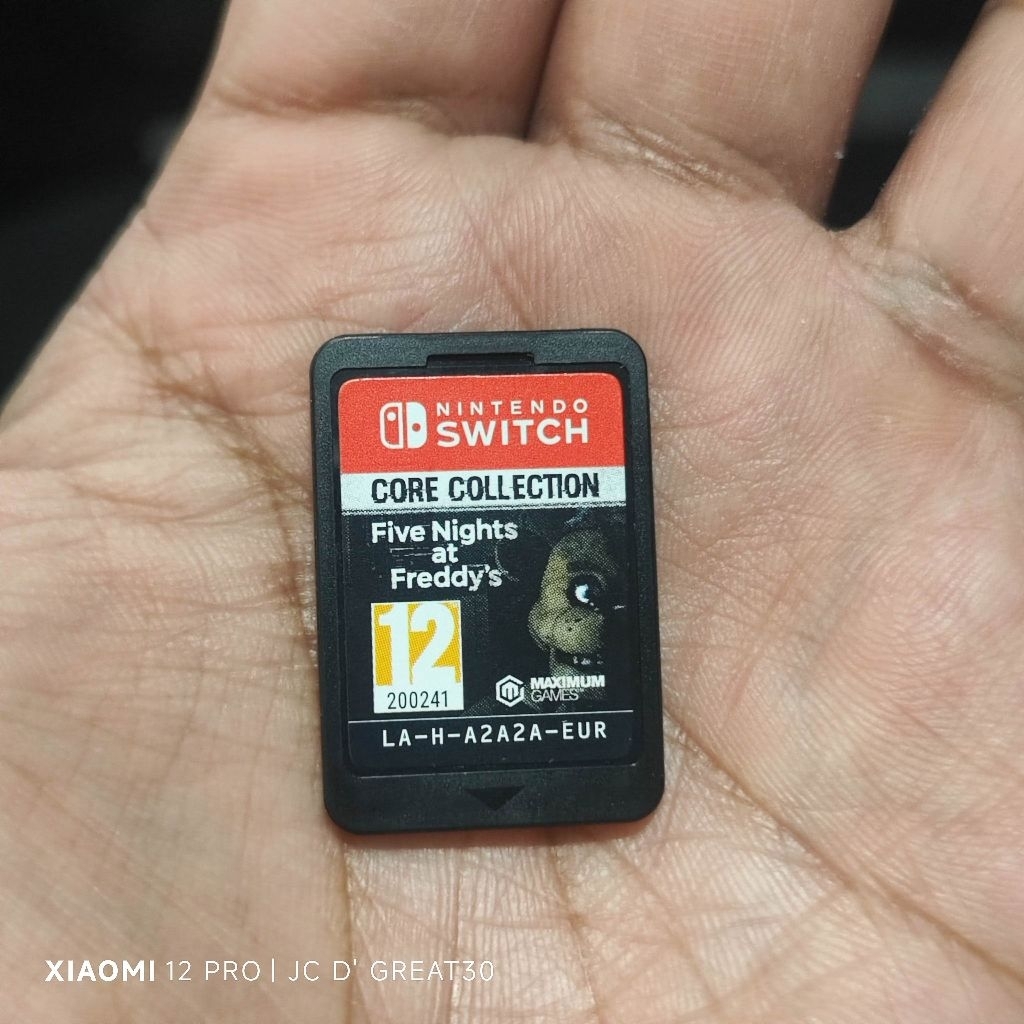 NINTENDO
SWITCH
CORE COLLECTION
Five Nights
at
Freddy's
12
200241
MAXIMUM
GAMES™
LA-H-A2A2A-EUR
XIAOMI 12 PRO | JC D' GREAT30